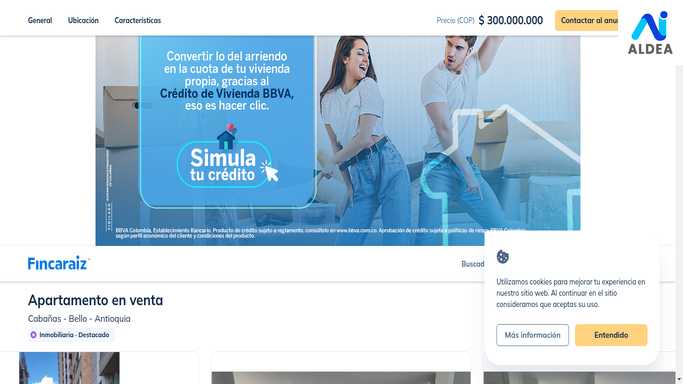 General Ubicación Características Precio (COP) $ 300.000.000 Contactar al anu
ALDEA
Convertir lo del arriendo
en la cuota de tu vivienda
propia, gracias al
Crédito de Vivienda BBVA,
eso es hacer clic.
Simula
tu crédito
BBVA Colombia, Establecimiento Bancario. Producto de crédito sujeto a reglamento, consúltelo en www.bbva.com.co. Aprobación de crédito sujeta a políticas de riesgo BBVA Colombia,
según perfil económico del cliente y condiciones del producto.
Fincaraiz Buscad
Apartamento en venta
Cabañas - Bello - Antioquia
Inmobiliaria - Destacado
Utilizamos cookies para mejorar tu experiencia en
nuestro sitio web. Al continuar en el sitio
consideramos que aceptas su uso.
Más información Entendido